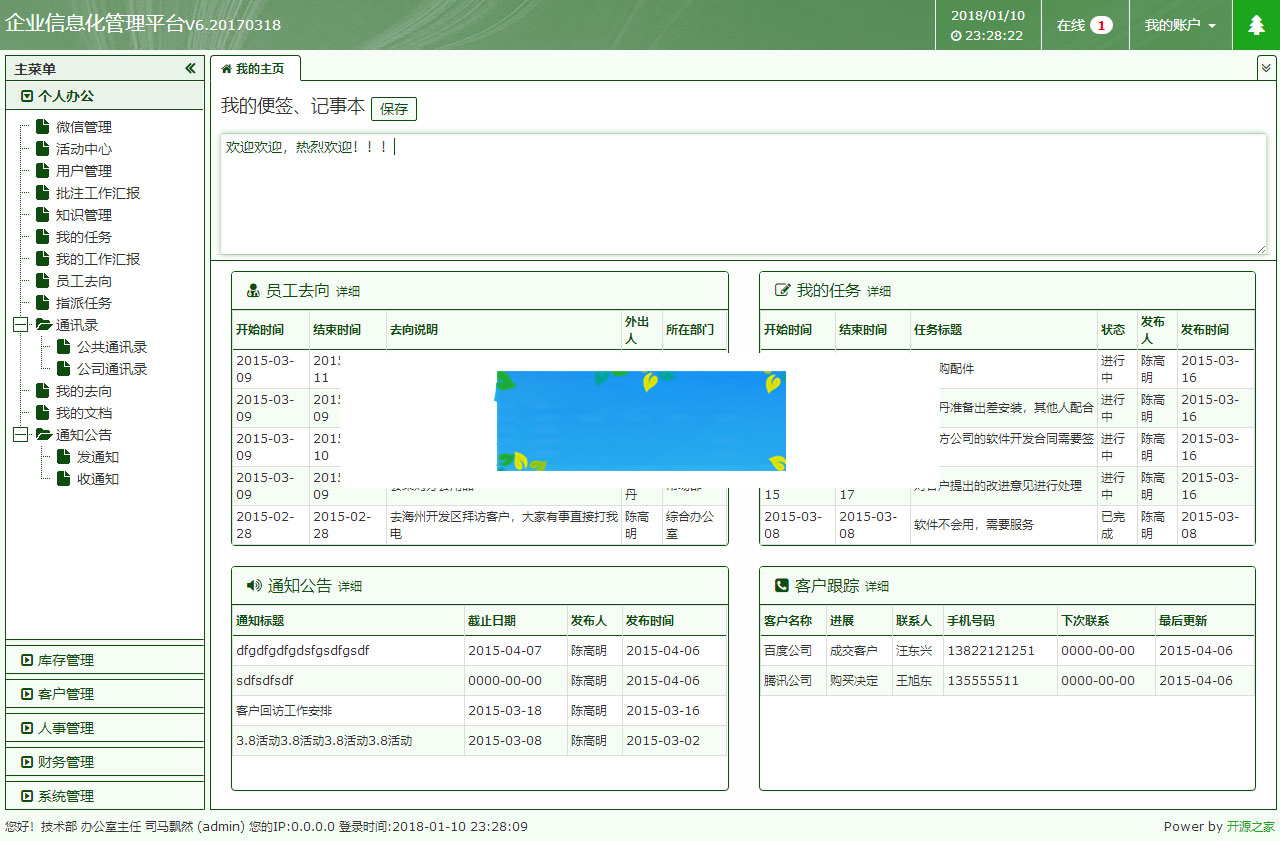 企业信息化管理平台V6.20170318
2018/01/10
23:28:22
在线 1
我的账户
主菜单
个人办公
微信管理
活动中心
用户管理
批注工作汇报
知识管理
我的任务
我的工作汇报
员工去向
指派任务
通讯录
公共通讯录
公司通讯录
我的去向
我的文档
通知公告
发通知
收通知
库存管理
客户管理
人事管理
财务管理
系统管理
我的主页
我的便签、记事本 保存
欢迎欢迎，热烈欢迎！！！
员工去向 详细
开始时间 结束时间 去向说明 外出人 所在部门
2015-03-09 2015 11
2015-03-09 2015 09
2015-03-09 2015 10
2015-03-09 2015 09 丹
2015-02-28 2015-02-28 去海州开发区拜访客户，大家有事直接打我电 陈高明 综合办公室
我的任务 详细
开始时间 结束时间 任务标题 状态 发布人 发布时间
购配件 进行中 陈高明 2015-03-16
丹准备出差安装，其他人配合 进行中 陈高明 2015-03-16
方公司的软件开发合同需要签 进行中 陈高明 2015-03-16
15 17 对客户提出的改进意见进行处理 进行中 陈高明 2015-03-16
2015-03-08 2015-03-08 软件不会用，需要服务 已完成 陈高明 2015-03-08
通知公告 详细
通知标题 截止日期 发布人 发布时间
dfgdfgdfgdsfgsdfgsdf 2015-04-07 陈高明 2015-04-06
sdfsdfsdf 0000-00-00 陈高明 2015-04-06
客户回访工作安排 2015-03-18 陈高明 2015-03-16
3.8活动3.8活动3.8活动3.8活动 2015-03-08 陈高明 2015-03-02
客户跟踪 详细
客户名称 进展 联系人 手机号码 下次联系 最后更新
百度公司 成交客户 汪东兴 13822121251 0000-00-00 2015-04-06
腾讯公司 购买决定 王旭东 135555511 0000-00-00 2015-04-06
您好！技术部 办公室主任 司马飘然 (admin) 您的IP:0.0.0.0 登录时间:2018-01-10 23:28:09
Power by 开源之家